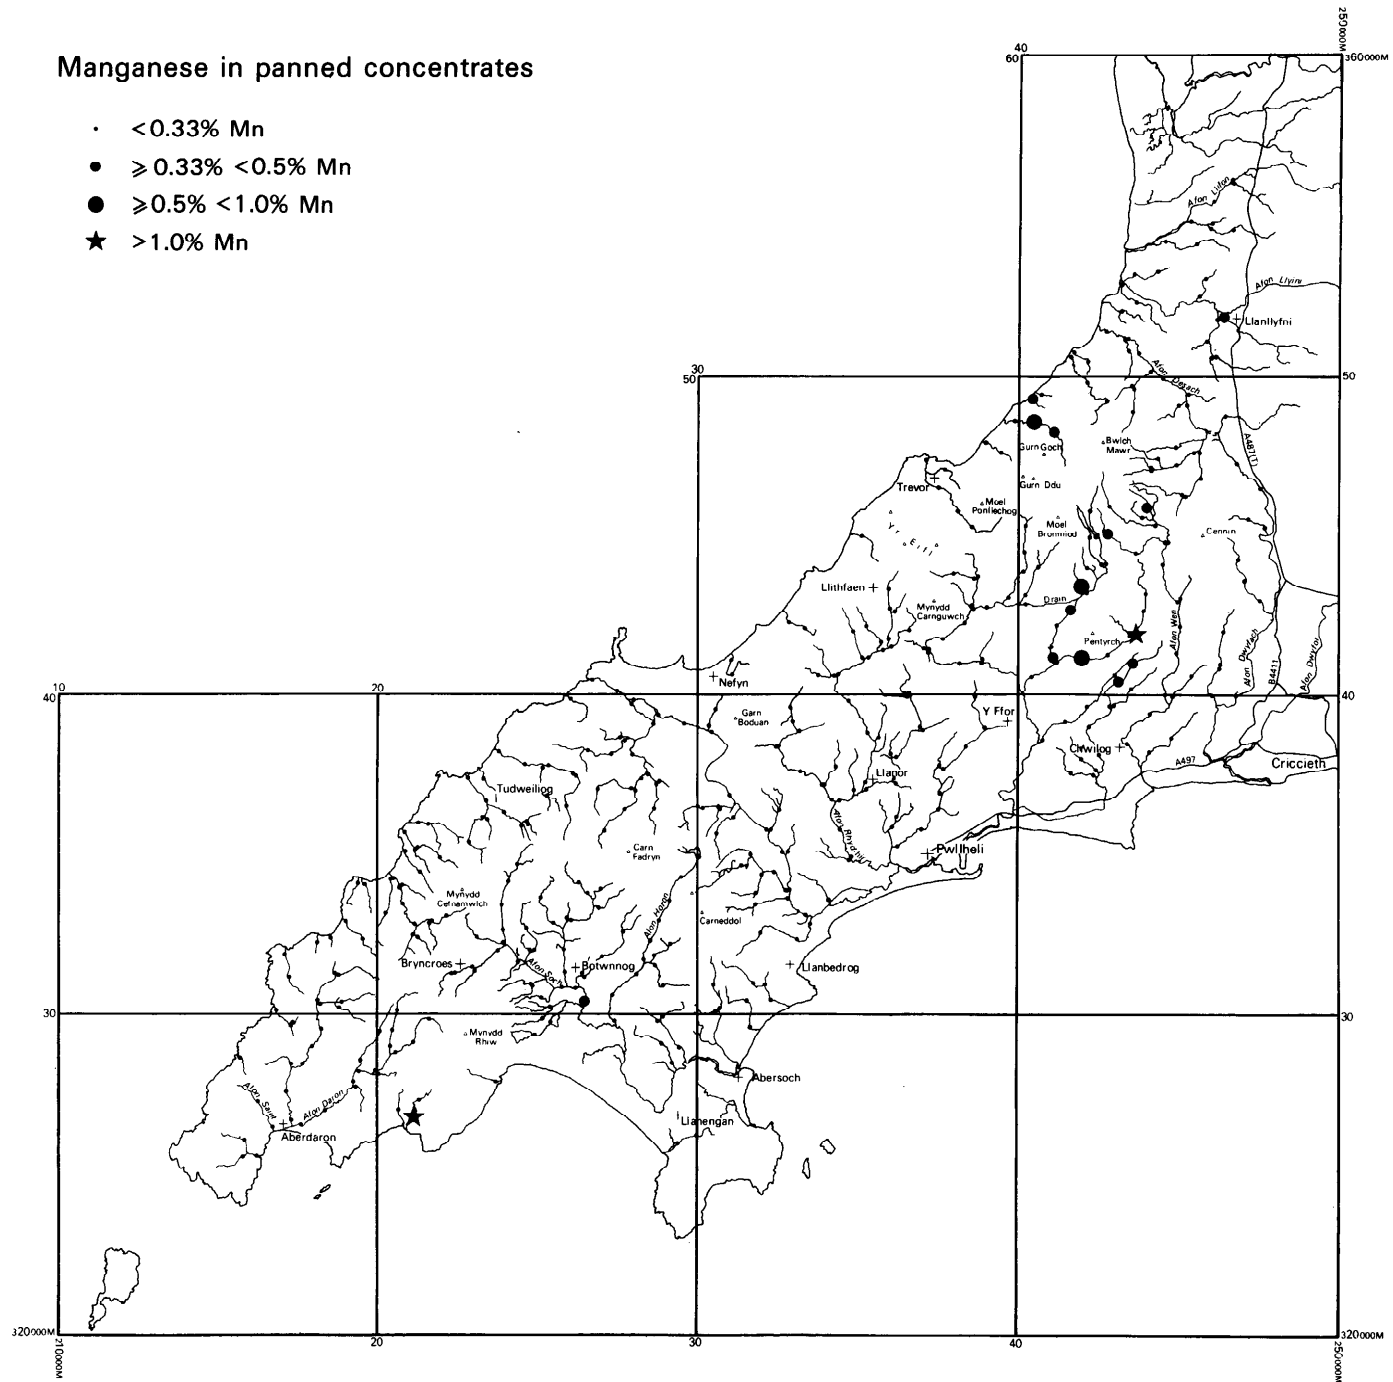 Manganese in panned concentrates
<0.33% Mn
⩾0.33% <0.5% Mn
⩾0.5% <1.0% Mn
>1.0% Mn
40
60
250000M
360000M
Afon Llifon
Afon Llyfni
Llanllyfni
30
50
50
Afon Desach
A487(T)
Gurn Goch
Bwlch
Mawr
Trevor
Gurn Ddu
Moel
Penllechog
Yr Eifl
Moel
Bronmiod
Cennin
Llithfaen
Mynydd
Carnguwch
Drain
Pentyrch
Afon Wen
Afon Dwyfach
B4411
Afon Dwyfor
Nefyn
10
40
20
40
Garn
Boduan
Y Ffor
Chwilog
A497
Criccieth
Tudweiliog
Llanor
Afon Rhyd-hir
Pwllheli
Carn
Fadryn
Mynydd
Cefnamwlch
Afon Horon
Carneddol
Bryncroes
Afon Soch
Botwnnog
Llanbedrog
30
30
Mynydd
Rhiw
Afon Saint
Afon Daron
Aberdaron
Abersoch
Llanengan
320000M
210000M
20
30
40
320000M
250000M